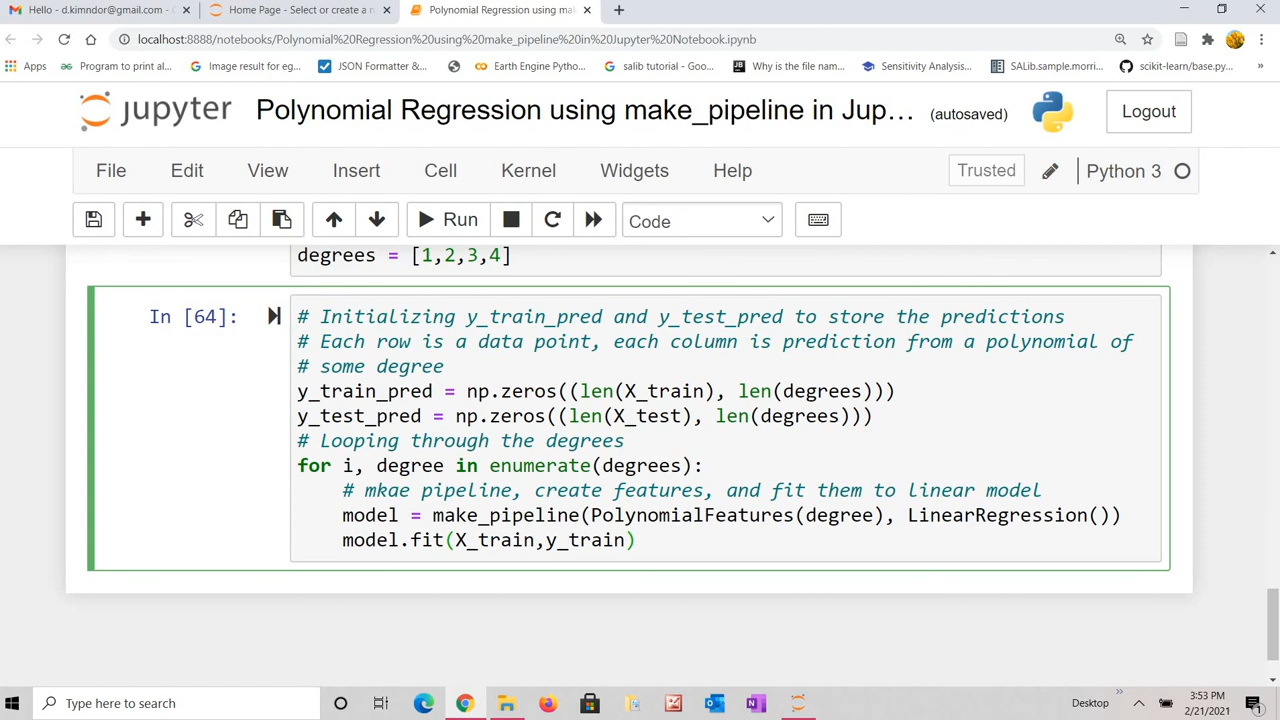 Hello - d.kimndor@gmail.com -
Home Page - Select or create a n
Polynomial Regression using mak
localhost:8888/notebooks/Polynomial%20Regression%20using%20make_pipeline%20in%20Jupyter%20Notebook.ipynb
Apps
Program to print al...
Image result for eg...
JSON Formatter &...
Earth Engine Pytho...
salib tutorial - Goo...
Why is the file nam...
Sensitivity Analysis...
SALib.sample.morri...
scikit-learn/base.py...
»
jupyter
Polynomial Regression using make_pipeline in Jup... (autosaved)
Logout
File Edit View Insert Cell Kernel Widgets Help
Trusted
Python 3
Run
Code
degrees = [1,2,3,4]
In [64]:
# Initializing y_train_pred and y_test_pred to store the predictions
# Each row is a data point, each column is prediction from a polynomial of
# some degree
y_train_pred = np.zeros((len(X_train), len(degrees)))
y_test_pred = np.zeros((len(X_test), len(degrees)))
# Looping through the degrees
for i, degree in enumerate(degrees):
# mkae pipeline, create features, and fit them to linear model
model = make_pipeline(PolynomialFeatures(degree), LinearRegression())
model.fit(X_train,y_train)
Type here to search
Desktop
»
3:53 PM
2/21/2021